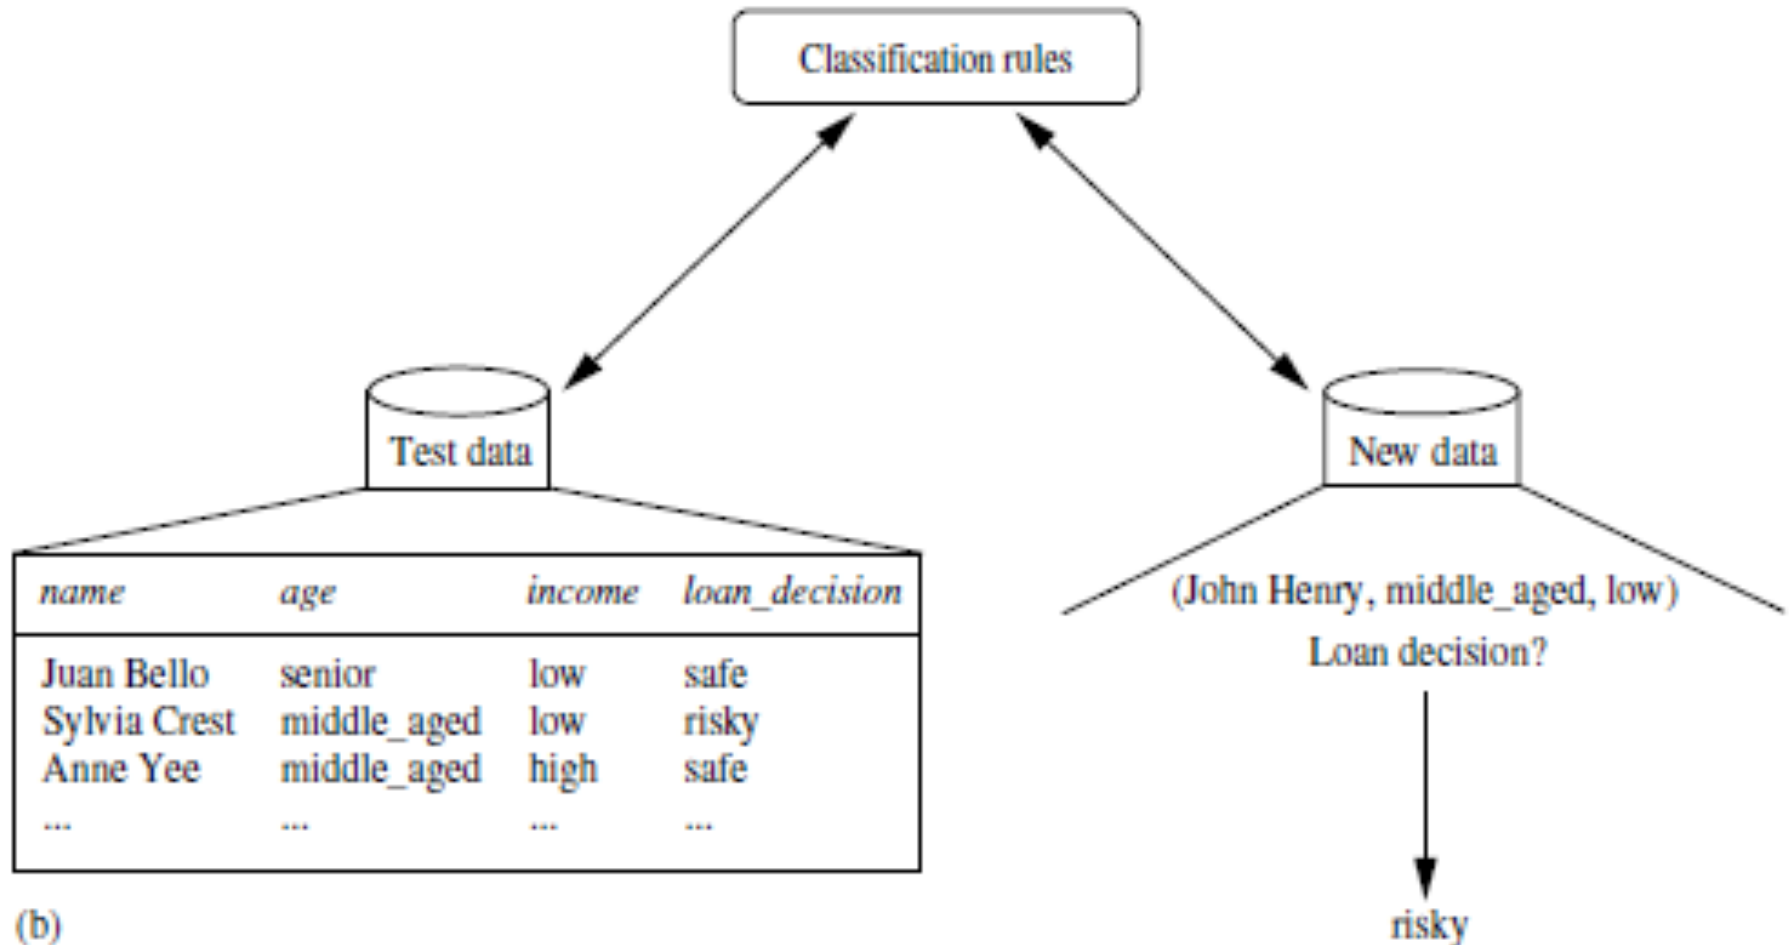 Classification rules
Test data
New data
name age income loan_decision
Juan Bello senior low safe
Sylvia Crest middle_aged low risky
Anne Yee middle_aged high safe
... ... ... ...
(John Henry, middle_aged, low)
Loan decision?
risky
(b)